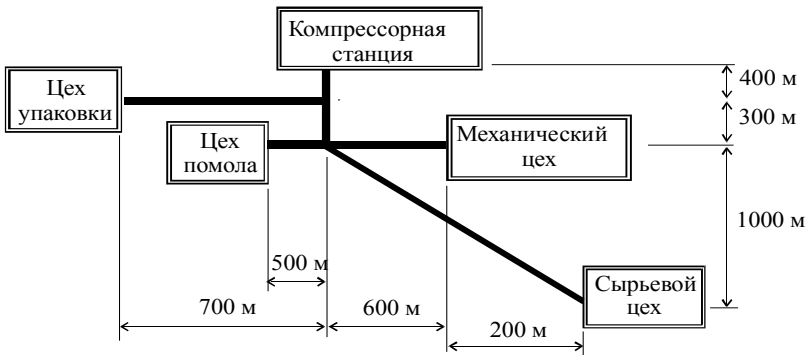 Компрессорная
станция
Цех
упаковки
400 м
300 м
Цех
помола
Механический
цех
1000 м
500 м
Сырьевой
цех
700 м
600 м
200 м